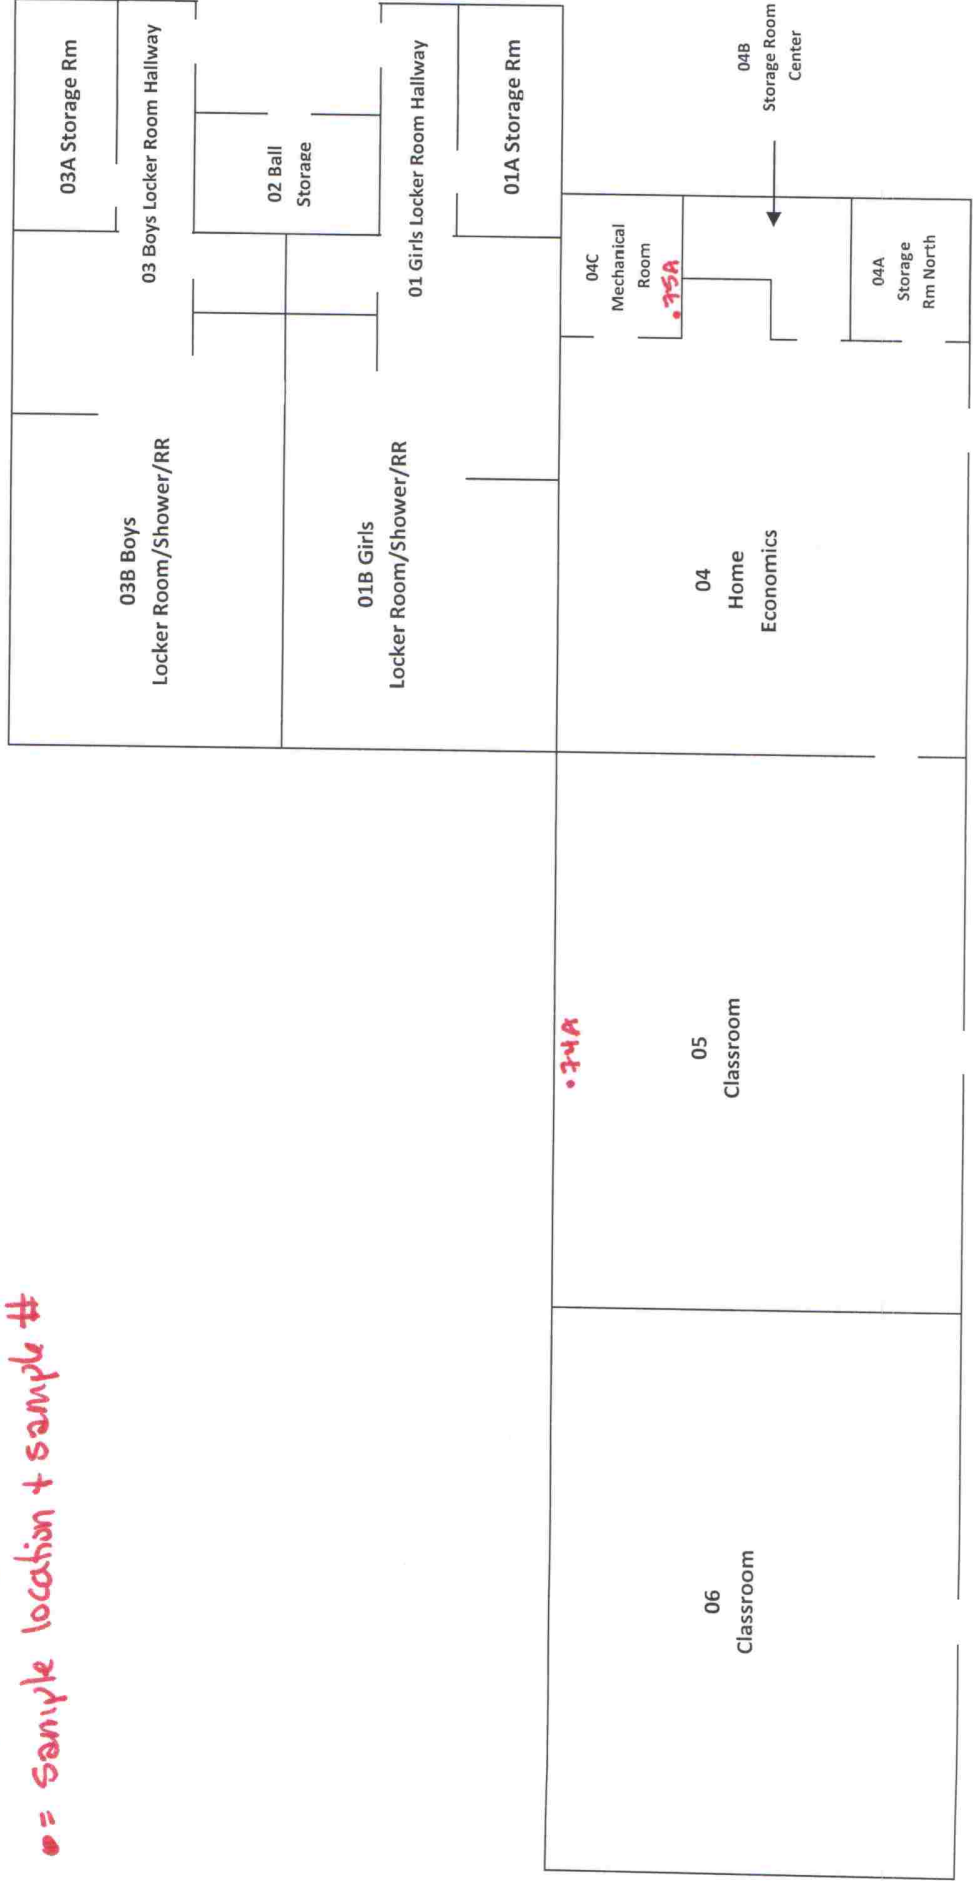 ●= sample location + sample #
03A Storage Rm
03 Boys Locker Room Hallway
02 Ball
Storage
01 Girls Locker Room Hallway
01A Storage Rm
03B Boys
Locker Room/Shower/RR
01B Girls
Locker Room/Shower/RR
04B
Storage Room
Center
04C
Mechanical
Room
•75A
04A
Storage
Rm North
04
Home
Economics
•74A
05
Classroom
06
Classroom